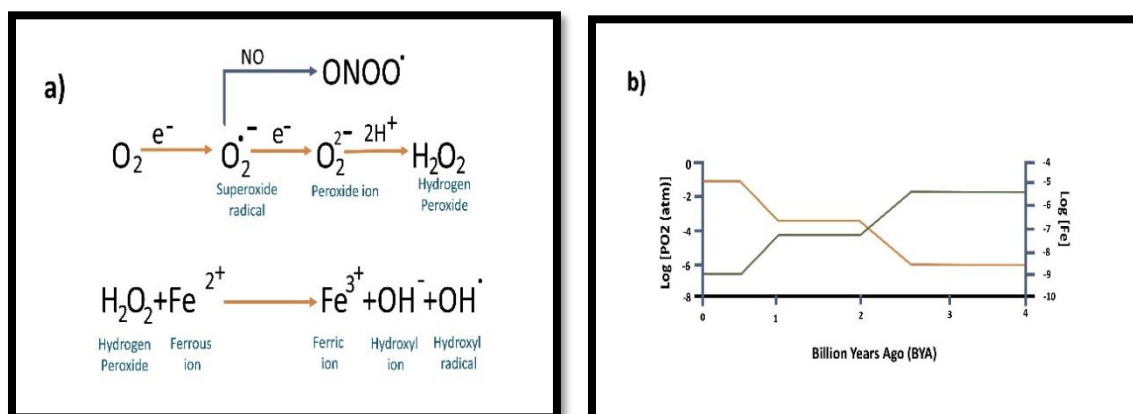 a)
NO
ONOO˙
O₂ e⁻ O₂˙⁻ e⁻ O₂²⁻ 2H⁺ H₂O₂
Superoxide radical
Peroxide ion
Hydrogen Peroxide
H₂O₂+Fe²⁺ Fe³⁺+OH⁻+OH˙
Hydrogen Peroxide
Ferrous ion
Ferric ion
Hydroxyl ion
Hydroxyl radical
b)
Log [PO2 (atm)]
0
-2
-4
-6
-8
-4
-5
-6
-7
-8
-9
-10
Log [Fe]
0 1 2 3 4
Billion Years Ago (BYA)